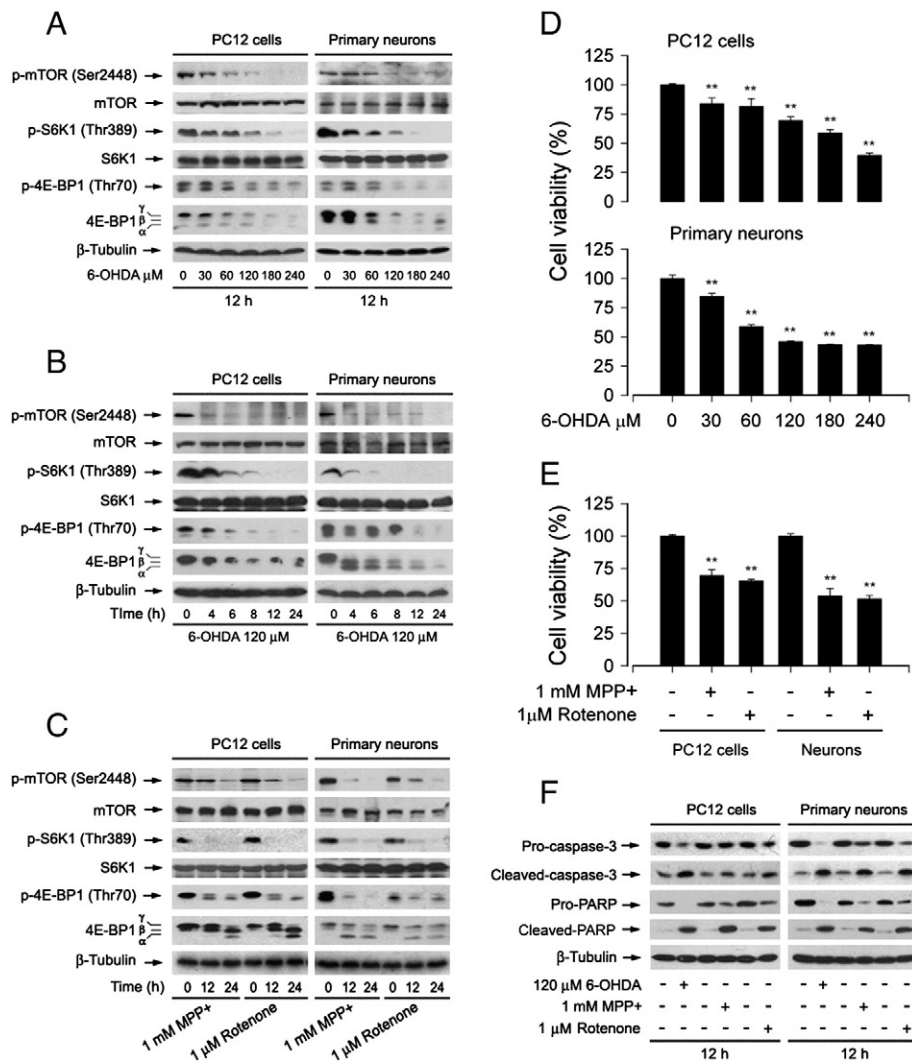 A
PC12 cells Primary neurons
p-mTOR (Ser2448)
mTOR
p-S6K1 (Thr389)
S6K1
p-4E-BP1 (Thr70)
γ
4E-BP1 β
α
β-Tubulin
0 30 60 120 180 240 0 30 60 120 180 240
6-OHDA µM
12 h 12 h
B
PC12 cells Primary neurons
p-mTOR (Ser2448)
mTOR
p-S6K1 (Thr389)
S6K1
p-4E-BP1 (Thr70)
γ
4E-BP1 β
α
β-Tubulin
Time (h) 0 4 6 8 12 24 0 4 6 8 12 24
6-OHDA 120 µM 6-OHDA 120 µM
C
PC12 cells Primary neurons
p-mTOR (Ser2448)
mTOR
p-S6K1 (Thr389)
S6K1
p-4E-BP1 (Thr70)
γ
4E-BP1 β
α
β-Tubulin
Time (h) 0 12 24 0 12 24 0 12 24 0 12 24
1 mM MPP+ 1 µM Rotenone 1 mM MPP+ 1 µM Rotenone
D
PC12 cells
Cell viability (%)
125
100
75
50
25
0
** ** ** ** **
Primary neurons
125
100
75
50
25
0
** ** ** ** **
6-OHDA µM 0 30 60 120 180 240
E
Cell viability (%)
125
100
75
50
25
0
** ** ** **
1 mM MPP+ - + - - + -
1µM Rotenone - - + - - +
PC12 cells Neurons
F
PC12 cells Primary neurons
Pro-caspase-3
Cleaved-caspase-3
Pro-PARP
Cleaved-PARP
β-Tubulin
120 µM 6-OHDA - + - - - - - + - - - -
1 mM MPP+ - - - + - - - - - + - -
1 µM Rotenone - - - - - + - - - - - +
12 h 12 h